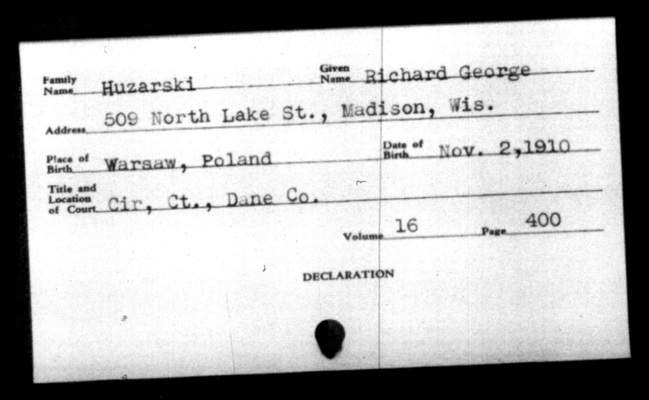 Family Name Huzarski Given Name Richard George
Address 509 North Lake St., Madison, Wis.
Place of Birth Warsaw, Poland Date of Birth Nov. 2,1910
Title and Location of Court Cir, Ct., Dane Co.
Volume 16 Page 400
DECLARATION